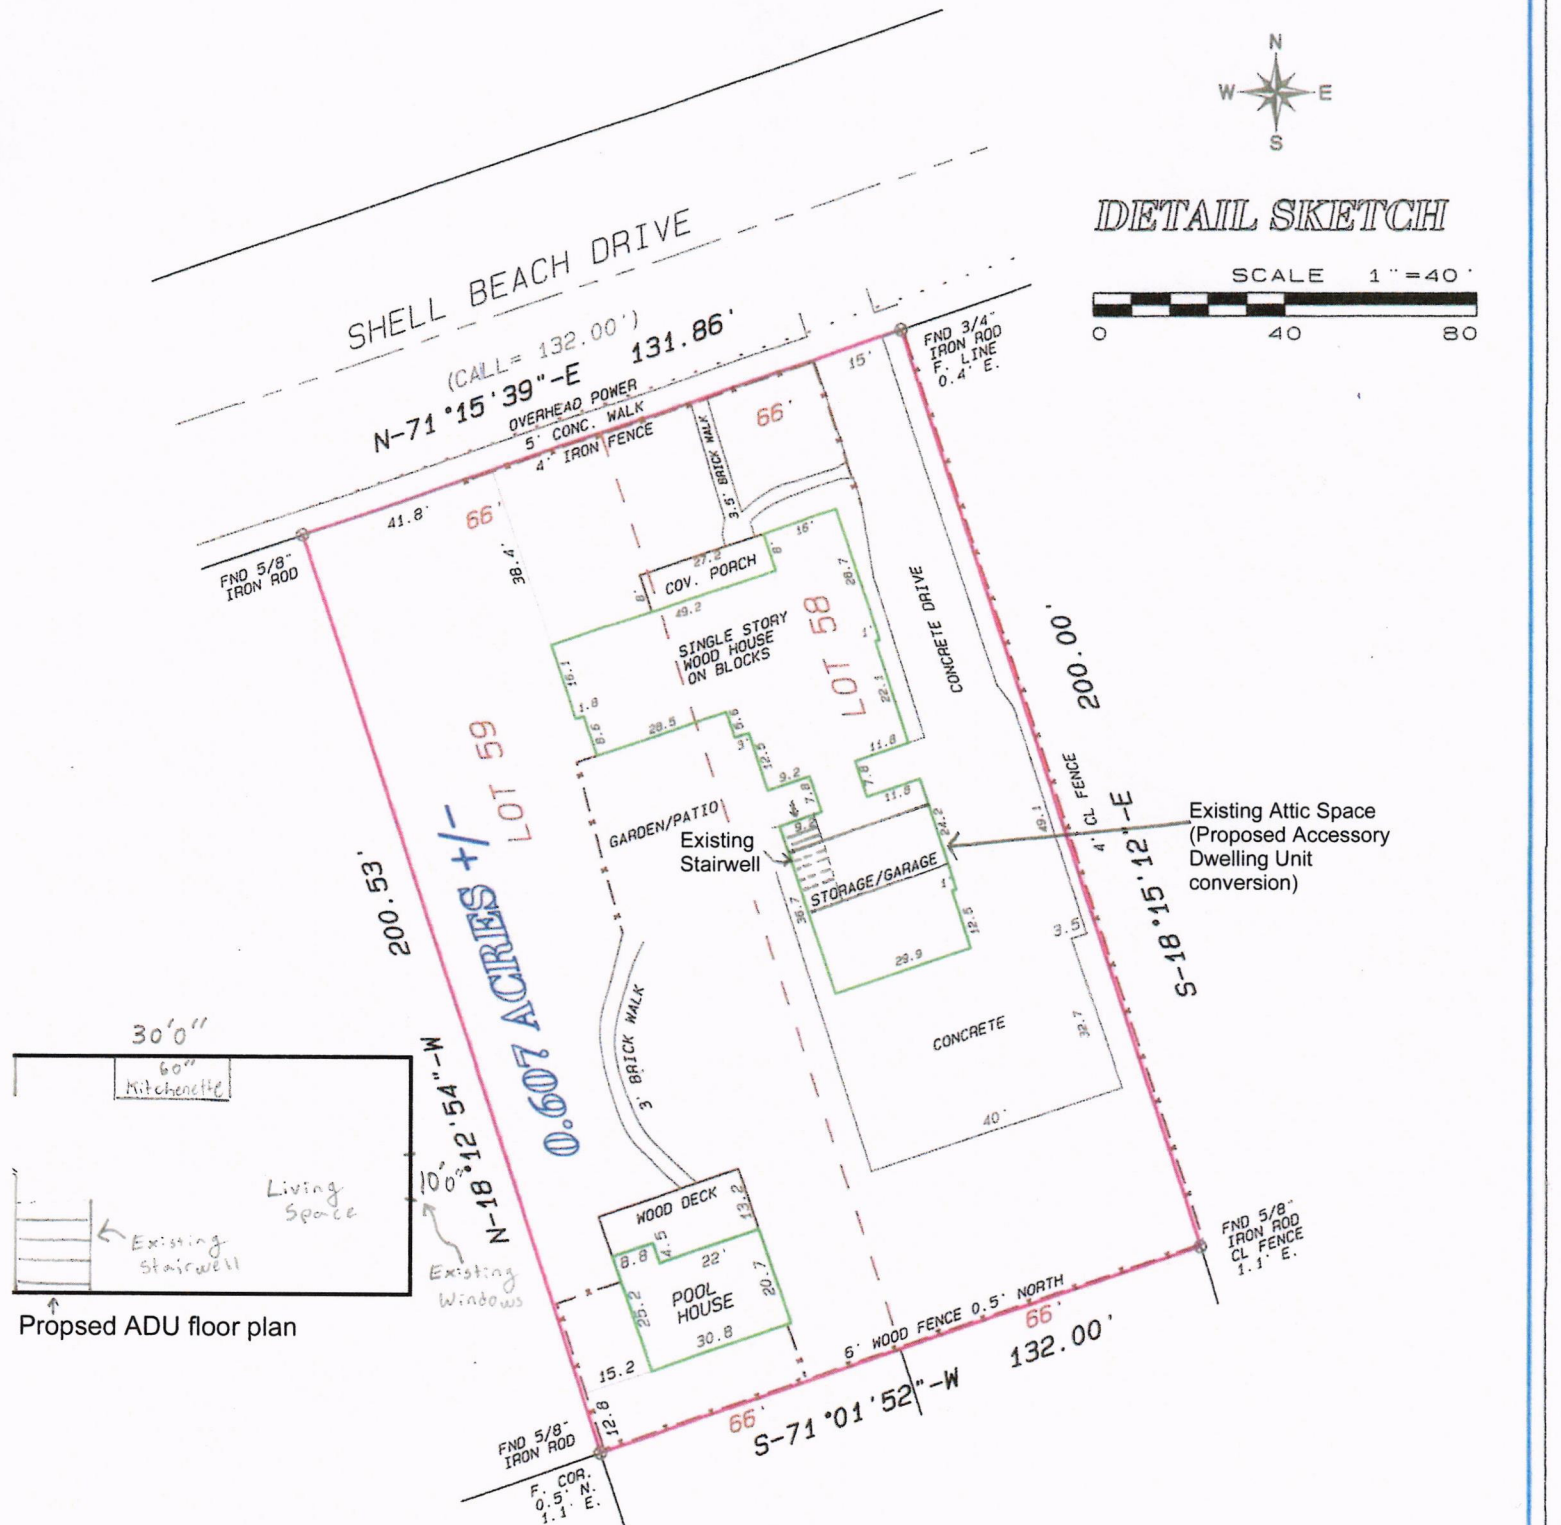 N
W E
S
DETAIL SKETCH
SCALE 1"=40'
0 40 80
SHELL BEACH DRIVE
(CALL= 132.00')
N-71°15'39"-E 131.86'
OVERHEAD POWER
5' CONC. WALK
4' IRON FENCE
FND 3/4"
IRON ROD
F. LINE
0.4' E.
15'
66'
3.5' BRICK WALK
41.8'
66'
38.4'
FND 5/8"
IRON ROD
27.2
COV. PORCH
8'
8'
16'
28.7
49.2
SINGLE STORY
WOOD HOUSE
ON BLOCKS
LOT 58
1'
22.1
CONCRETE DRIVE
16.1
1.8
8.6
28.5
5.6
12.5
9.2
7.8
11.8
7.8
11.8
200.00'
LOT 59
GARDEN/PATIO
Existing
Stairwell
24.2
STORAGE/GARAGE
36.7
1'
12.5
29.9
49.1
4' CL FENCE
S-18°15'12"-E
3.5
32.7
Existing Attic Space
(Proposed Accessory
Dwelling Unit
conversion)
200.53'
0.607 ACRES +/-
N-18°12'54"-W
3' BRICK WALK
CONCRETE
40'
30'0"
60"
Kitchenette
Living
Space
10'0"
Existing
Stairwell
Existing
Windows
Propsed ADU floor plan
WOOD DECK
13.2
8.8
4.5
22'
25.2
POOL
HOUSE
20.7
30.8
15.2
12.8
FND 5/8"
IRON ROD
CL FENCE
1.1' E.
6' WOOD FENCE 0.5' NORTH
66'
132.00'
66'
S-71°01'52"-W
FND 5/8"
IRON ROD
F. COR.
0.5' N.
1.1' E.